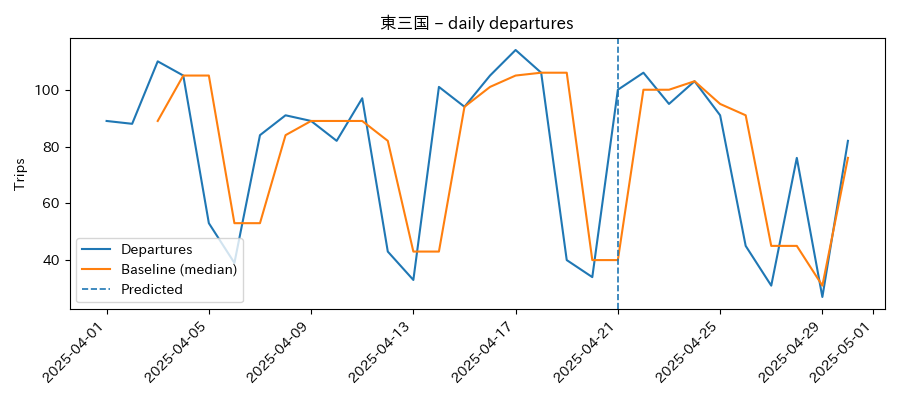 東三国 – daily departures
Trips
100
80
60
40
Departures
Baseline (median)
Predicted
2025-04-01
2025-04-05
2025-04-09
2025-04-13
2025-04-17
2025-04-21
2025-04-25
2025-04-29
2025-05-01